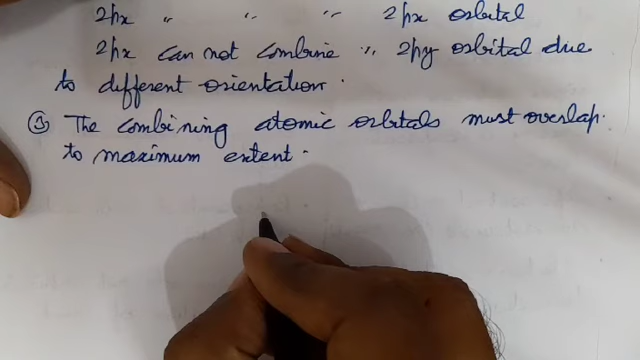 2px " " " 2px orbital
2px can not combine " 2py orbital due
to different orientation.
③ The combining atomic orbitals must overlap.
to maximum extent.